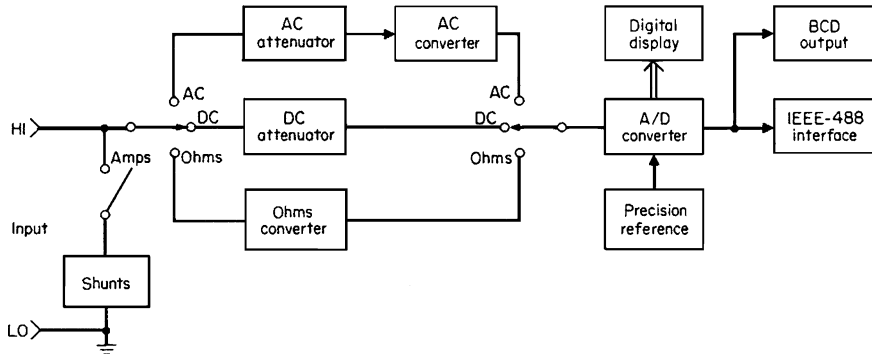 AC
attenuator
AC
converter
Digital
display
BCD
output
AC
AC
HI
DC
DC
attenuator
DC
A/D
converter
IEEE-488
interface
Amps
Ohms
Ohms
Input
Ohms
converter
Precision
reference
Shunts
LO